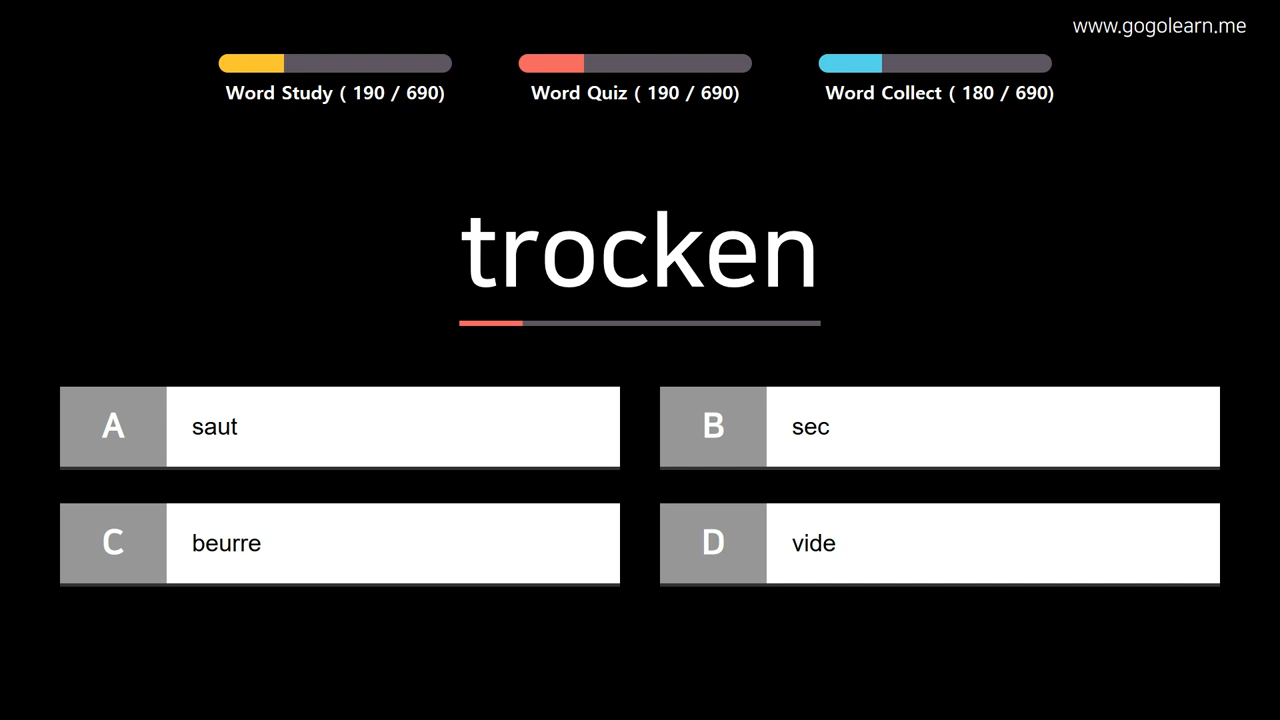 www.gogolearn.me
Word Study ( 190 / 690)
Word Quiz ( 190 / 690)
Word Collect ( 180 / 690)
trocken
A saut
B sec
C beurre
D vide